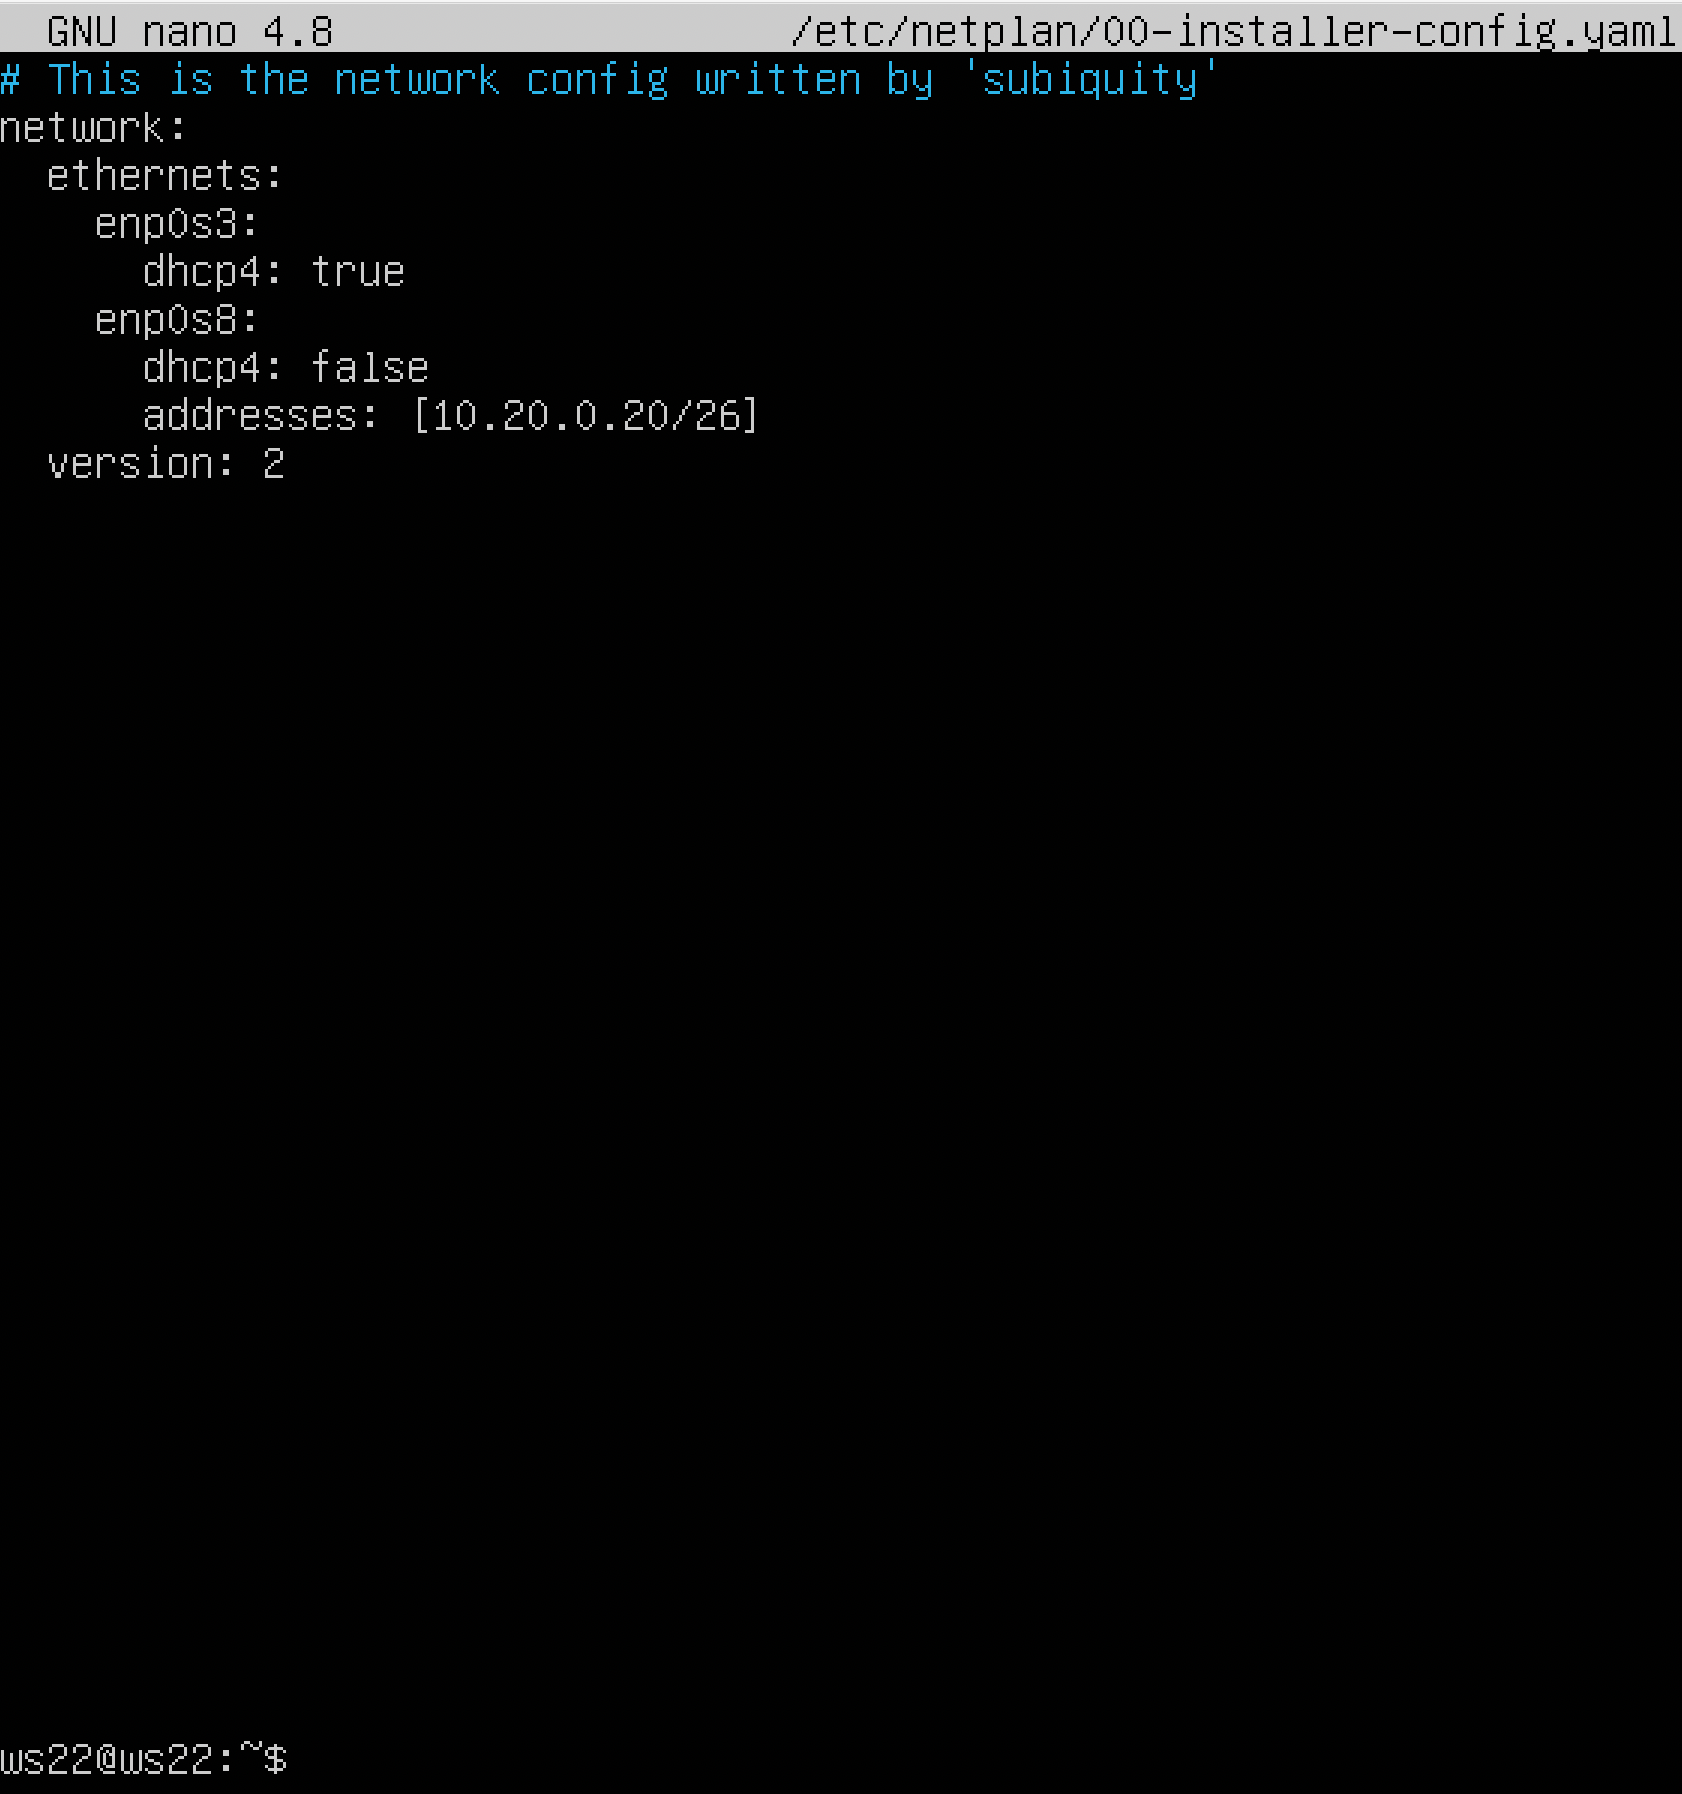 GNU nano 4.8 /etc/netplan/00-installer-config.yaml
# This is the network config written by 'subiquity'
network:
  ethernets:
    enp0s3:
      dhcp4: true
    enp0s8:
      dhcp4: false
      addresses: [10.20.0.20/26]
  version: 2
ws22@ws22:~$